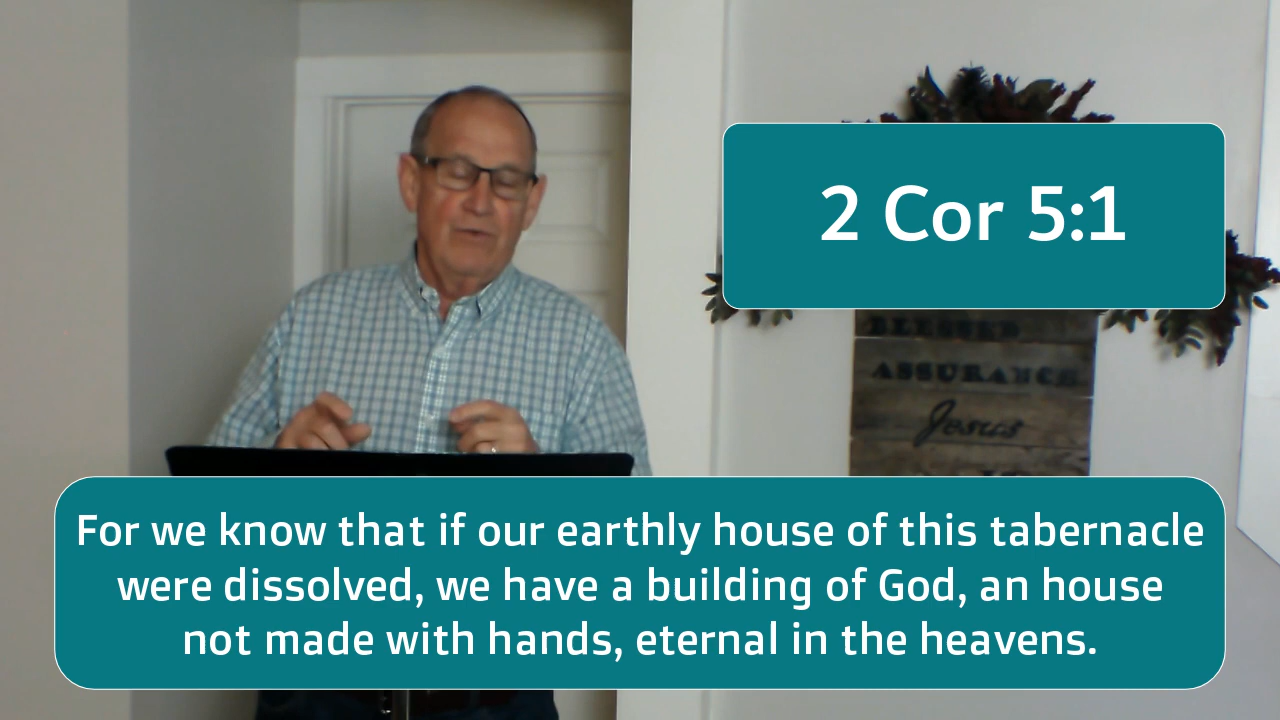 2 Cor 5:1
BLESSED
ASSURANCE
Jesus
For we know that if our earthly house of this tabernacle
were dissolved, we have a building of God, an house
not made with hands, eternal in the heavens.